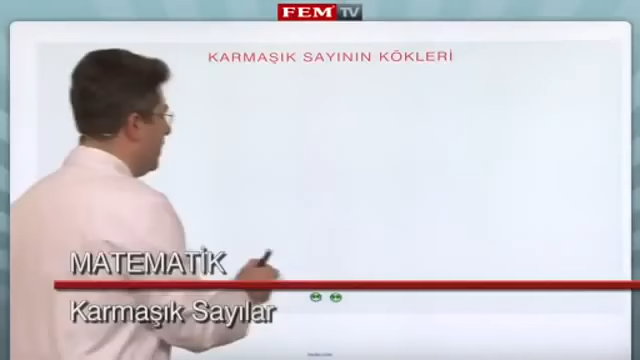 FEM TV
KARMAŞIK SAYININ KÖKLERİ
MATEMATİK
Karmaşık Sayılar